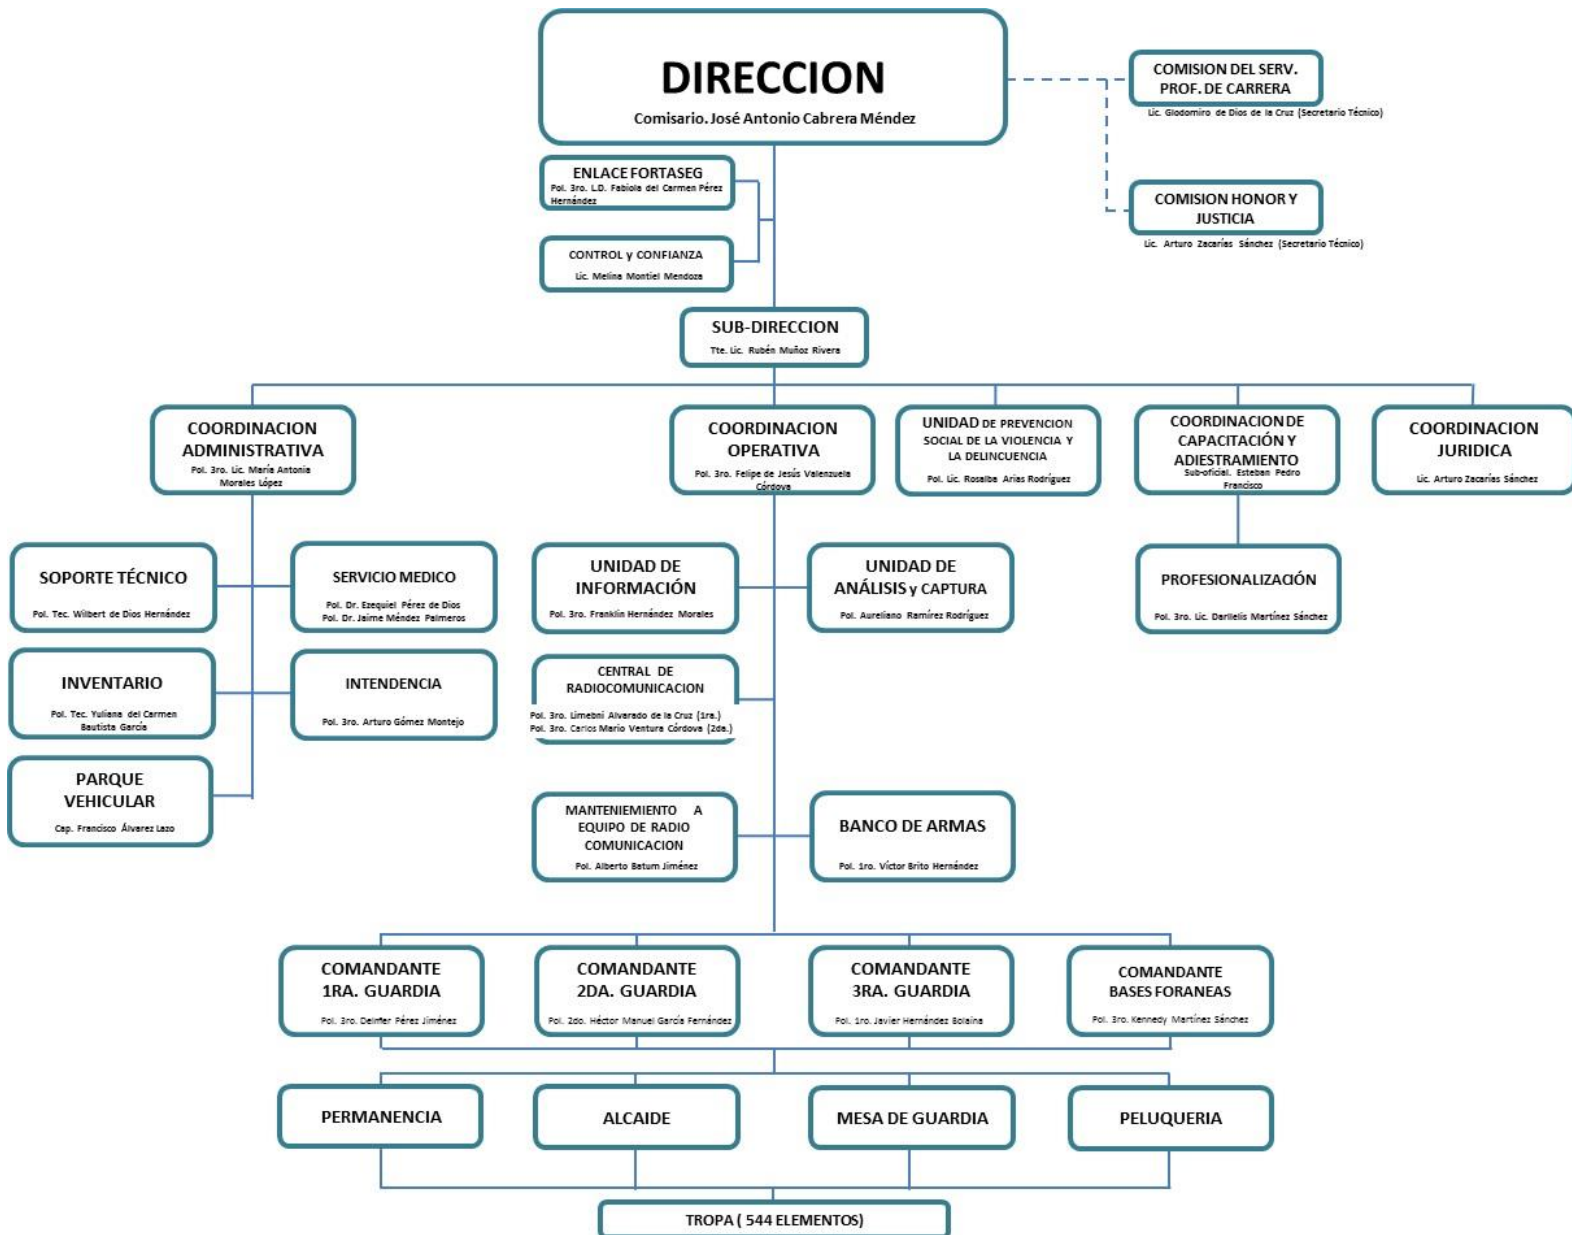 DIRECCION
Comisario. José Antonio Cabrera Méndez
COMISION DEL SERV.
PROF. DE CARRERA
Lic. Glodomiro de Dios de la Cruz (Secretario Técnico)
ENLACE FORTASEG
Pol. 3ro. L.D. Fabiola del Carmen Pérez
Hernández
COMISION HONOR Y
JUSTICIA
Lic. Arturo Zacarías Sánchez (Secretario Técnico)
CONTROL y CONFIANZA
Lic. Melina Montiel Mendoza
SUB-DIRECCION
Tte. Lic. Rubén Muñoz Rivera
COORDINACION
ADMINISTRATIVA
Pol. 3ro. Lic. María Antonia
Morales López
COORDINACION
OPERATIVA
Pol. 3ro. Felipe de Jesús Valenzuela
Córdova
UNIDAD DE PREVENCION
SOCIAL DE LA VIOLENCIA Y
LA DELINCUENCIA
Pol. Lic. Rosalba Arias Rodríguez
COORDINACION DE
CAPACITACIÓN Y
ADIESTRAMIENTO
Sub-oficial. Esteban Pedro
Francisco
COORDINACION
JURIDICA
Lic. Arturo Zacarías Sánchez
SOPORTE TÉCNICO
Pol. Tec. Wilbert de Dios Hernández
SERVICIO MEDICO
Pol. Dr. Ezequiel Pérez de Dios
Pol. Dr. Jaime Méndez Palmeros
UNIDAD DE
INFORMACIÓN
Pol. 3ro. Franklin Hernández Morales
UNIDAD DE
ANÁLISIS y CAPTURA
Pol. Aureliano Ramírez Rodríguez
PROFESIONALIZACIÓN
Pol. 3ro. Lic. Darllelis Martínez Sánchez
INVENTARIO
Pol. Tec. Yuliana del Carmen
Bautista García
INTENDENCIA
Pol. 3ro. Arturo Gómez Montejo
CENTRAL DE
RADIOCOMUNICACION
Pol. 3ro. Limebni Alvarado de la Cruz (1ra.)
Pol. 3ro. Carlos Mario Ventura Córdova (2da.)
PARQUE
VEHICULAR
Cap. Francisco Álvarez Lazo
MANTENIEMIENTO A
EQUIPO DE RADIO
COMUNICACION
Pol. Alberto Batum Jiménez
BANCO DE ARMAS
Pol. 1ro. Víctor Brito Hernández
COMANDANTE
1RA. GUARDIA
Pol. 3ro. Deimer Pérez Jiménez
COMANDANTE
2DA. GUARDIA
Pol. 2do. Héctor Manuel García Fernández
COMANDANTE
3RA. GUARDIA
Pol. 1ro. Javier Hernández Bolaina
COMANDANTE
BASES FORANEAS
Pol. 3ro. Kennedy Martínez Sánchez
PERMANENCIA
ALCAIDE
MESA DE GUARDIA
PELUQUERIA
TROPA ( 544 ELEMENTOS)